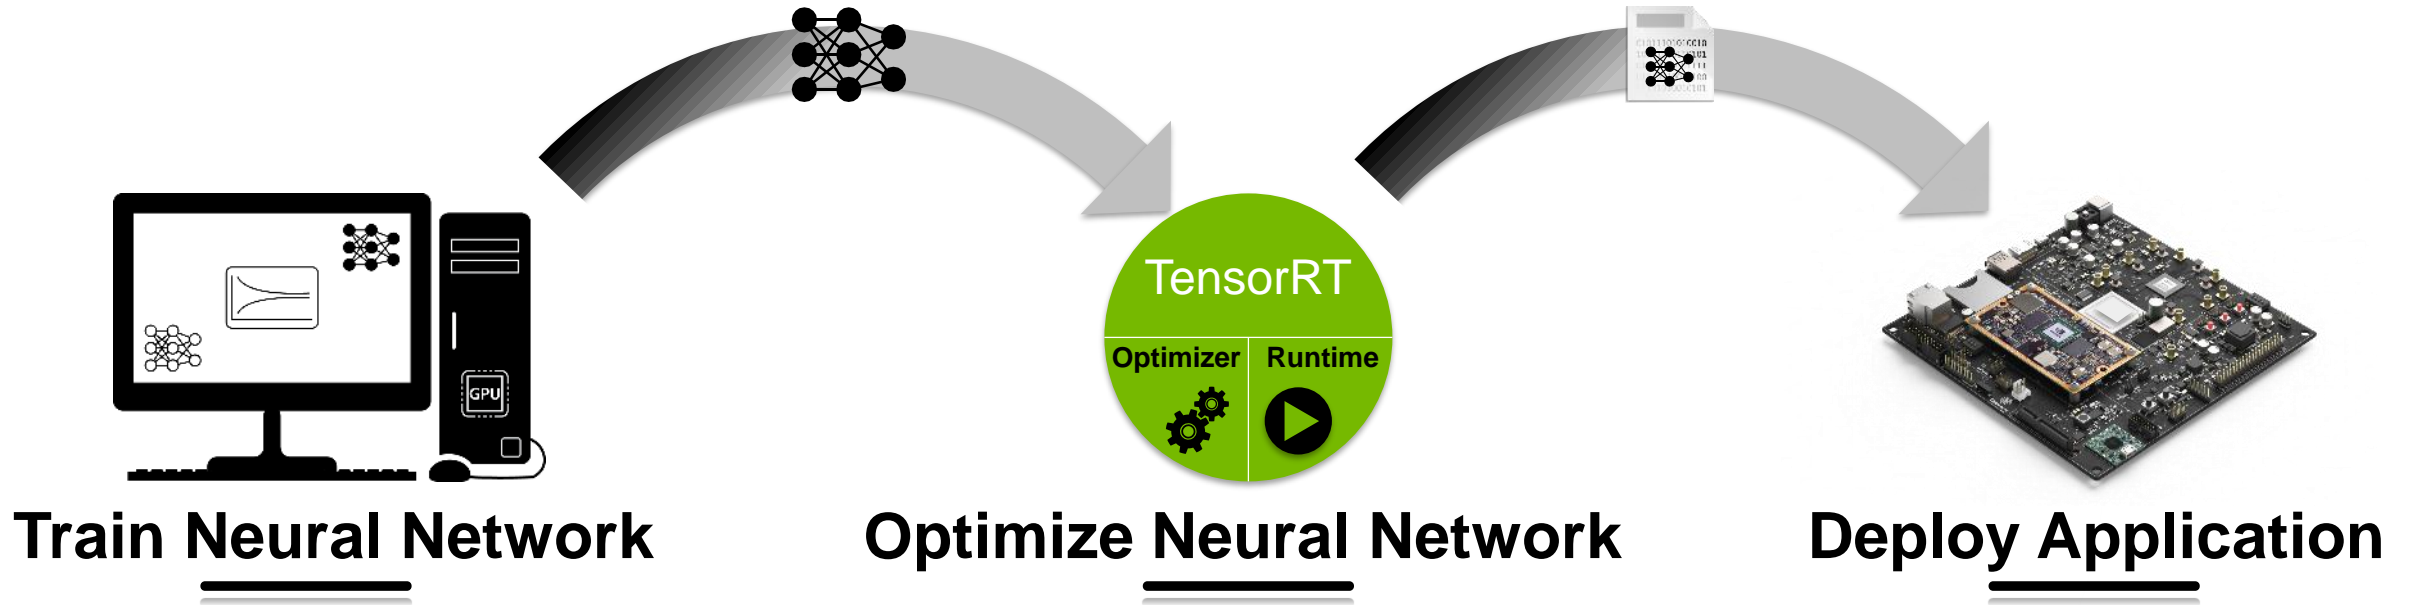 GPU
TensorRT
Optimizer Runtime
Train Neural Network
Optimize Neural Network
Deploy Application